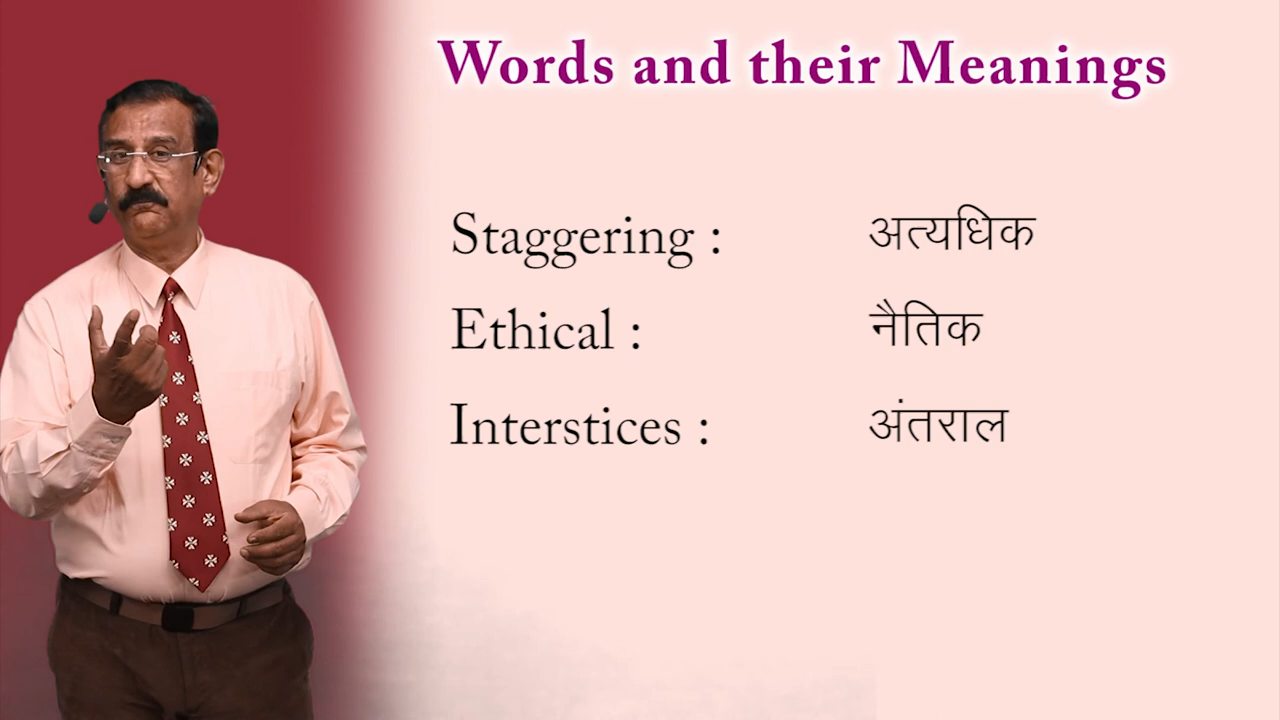 Words and their Meanings
Staggering : अत्यधिक
Ethical : नैतिक
Interstices : अंतराल